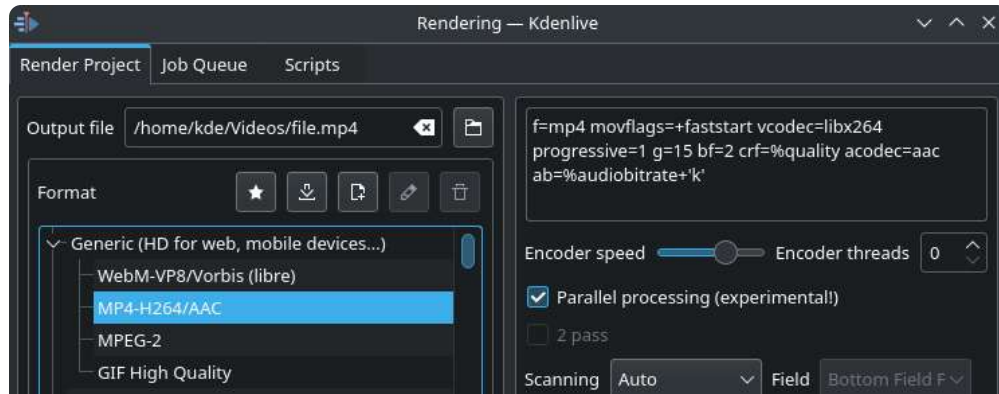 Rendering — Kdenlive
Render Project
Job Queue
Scripts
Output file
/home/kde/Videos/file.mp4
Format
Generic (HD for web, mobile devices...)
WebM-VP8/Vorbis (libre)
MP4-H264/AAC
MPEG-2
GIF High Quality
f=mp4 movflags=+faststart vcodec=libx264
progressive=1 g=15 bf=2 crf=%quality acodec=aac
ab=%audiobitrate+'k'
Encoder speed
Encoder threads
0
Parallel processing (experimental!)
2 pass
Scanning
Auto
Field
Bottom Field F